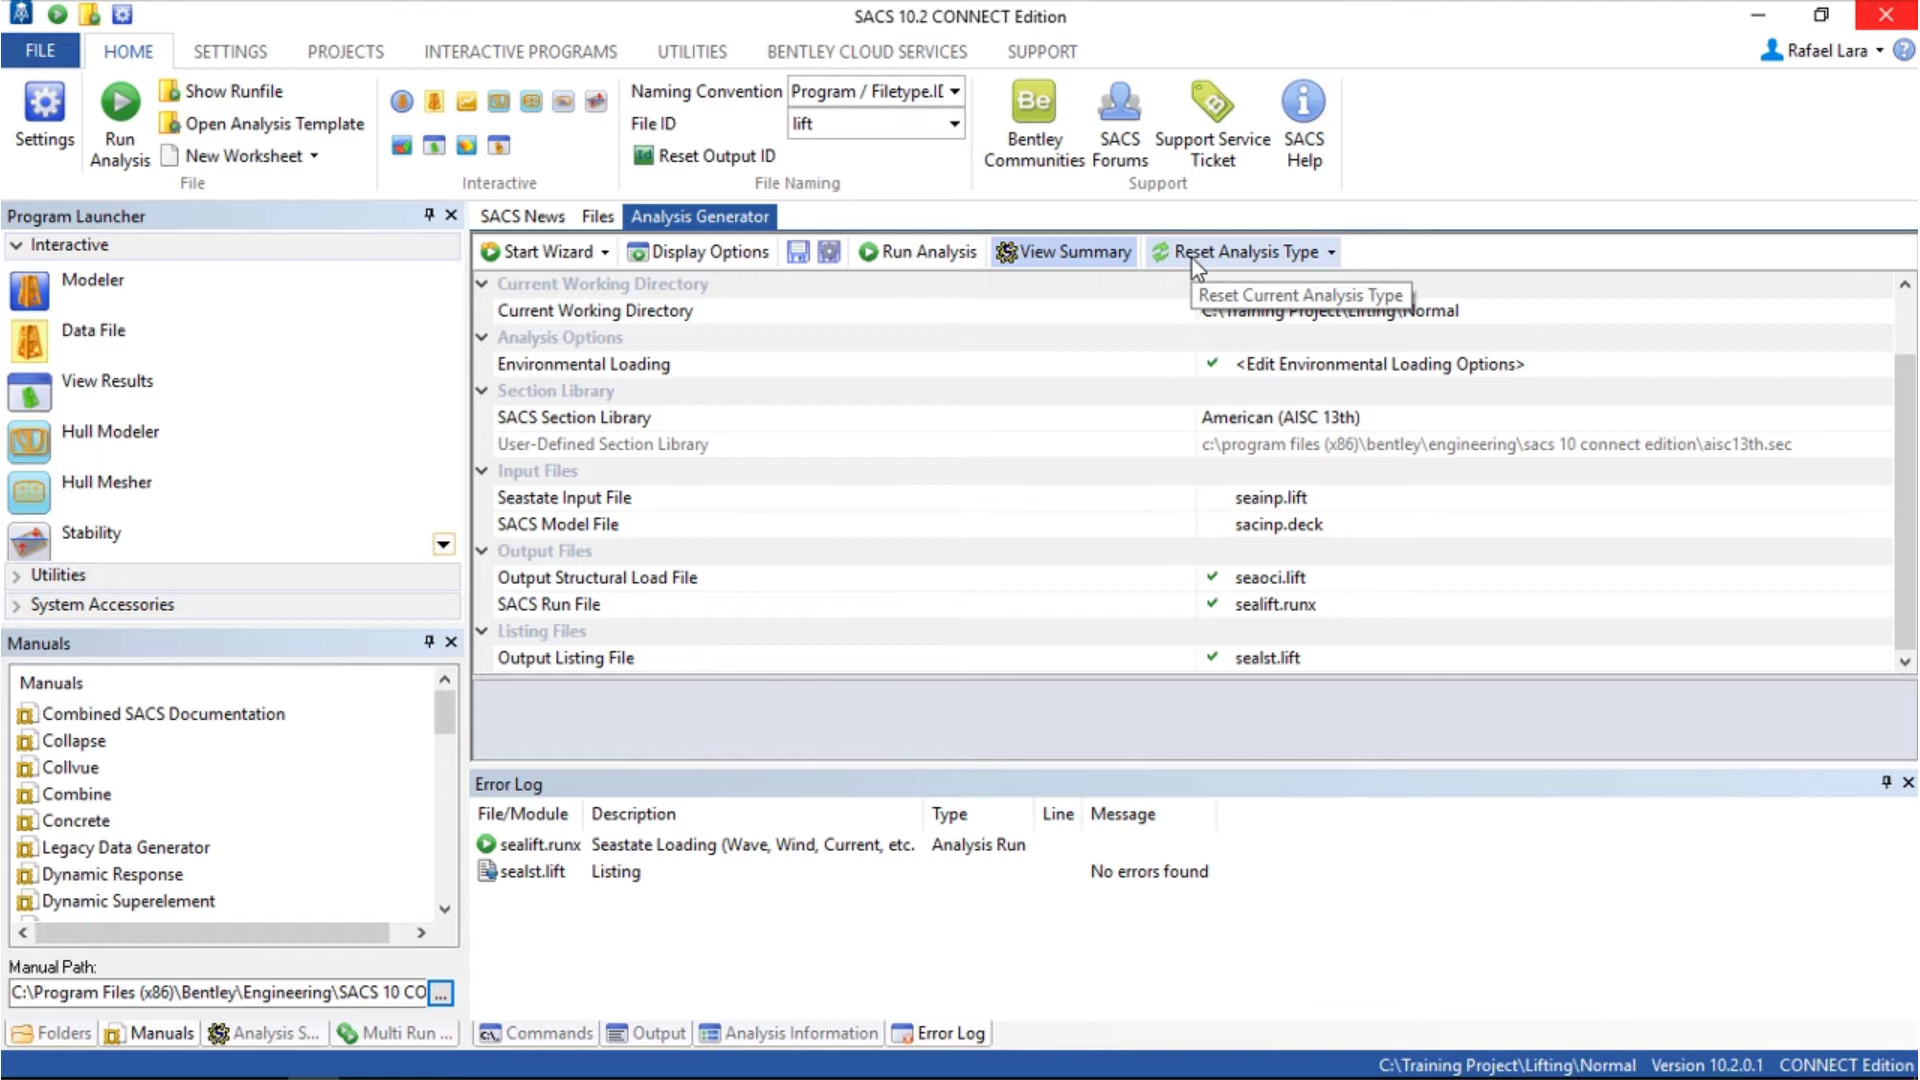 SACS 10.2 CONNECT Edition
FILE HOME SETTINGS PROJECTS INTERACTIVE PROGRAMS UTILITIES BENTLEY CLOUD SERVICES SUPPORT Rafael Lara
Settings
Run Analysis
Show Runfile
Open Analysis Template
New Worksheet
File
Interactive
Naming Convention Program / Filetype.IC
File ID lift
Id Reset Output ID
File Naming
Be
Bentley Communities
SACS Forums
Support Service Ticket
SACS Help
Support
Program Launcher
Interactive
Modeler
Data File
View Results
Hull Modeler
Hull Mesher
Stability
Utilities
System Accessories
Manuals
Manuals
Combined SACS Documentation
Collapse
Collvue
Combine
Concrete
Legacy Data Generator
Dynamic Response
Dynamic Superelement
Manual Path:
C:\Program Files (x86)\Bentley\Engineering\SACS 10 CO ...
Folders Manuals Analysis S... Multi Run ...
SACS News Files Analysis Generator
Start Wizard Display Options Run Analysis View Summary Reset Analysis Type
Reset Current Analysis Type
Current Working Directory
Current Working Directory C:\Training Project\Lifting\Normal
Analysis Options
Environmental Loading <Edit Environmental Loading Options>
Section Library
SACS Section Library American (AISC 13th)
User-Defined Section Library c:\program files (x86)\bentley\engineering\sacs 10 connect edition\aisc13th.sec
Input Files
Seastate Input File seainp.lift
SACS Model File sacinp.deck
Output Files
Output Structural Load File seaoci.lift
SACS Run File sealift.runx
Listing Files
Output Listing File sealst.lift
Error Log
File/Module Description Type Line Message
sealift.runx Seastate Loading (Wave, Wind, Current, etc. Analysis Run
sealst.lift Listing No errors found
Commands Output Analysis Information Error Log
C:\Training Project\Lifting\Normal Version 10.2.0.1 CONNECT Edition